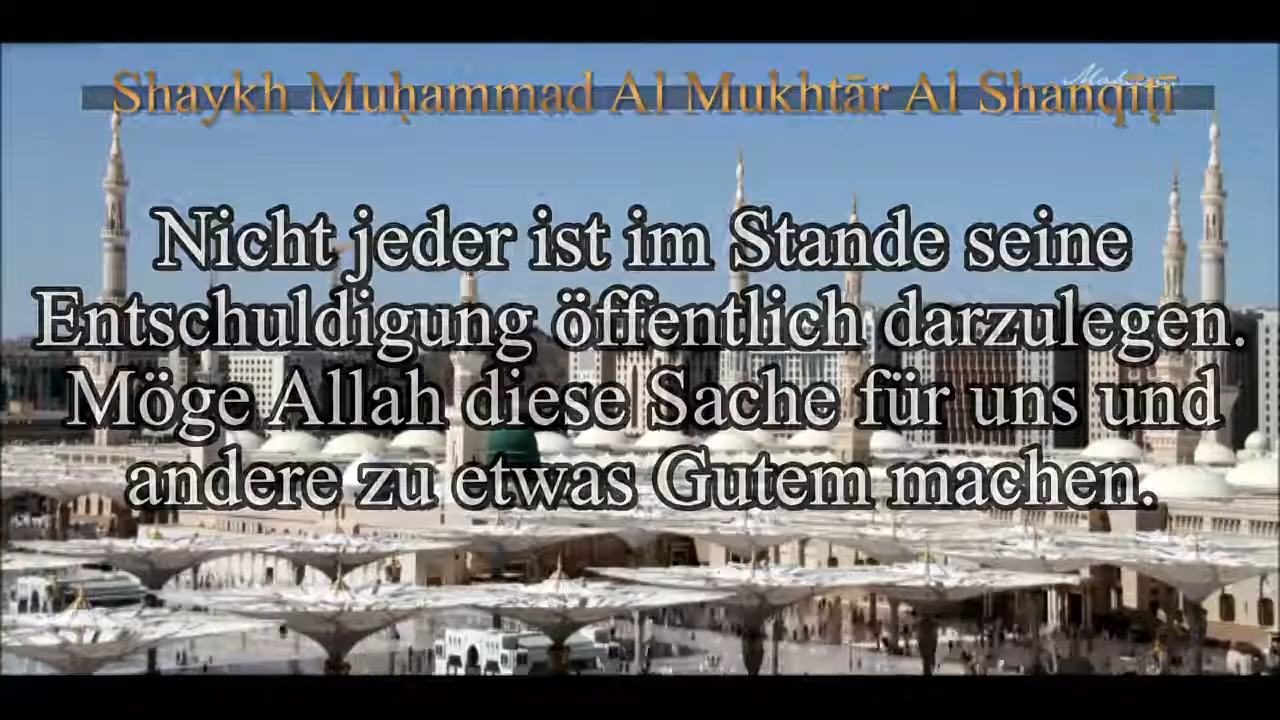 Shaykh Muḥammad Al Mukhtār Al Shanqīṭī
Nicht jeder ist im Stande seine
Entschuldigung öffentlich darzulegen.
Möge Allah diese Sache für uns und
andere zu etwas Gutem machen.